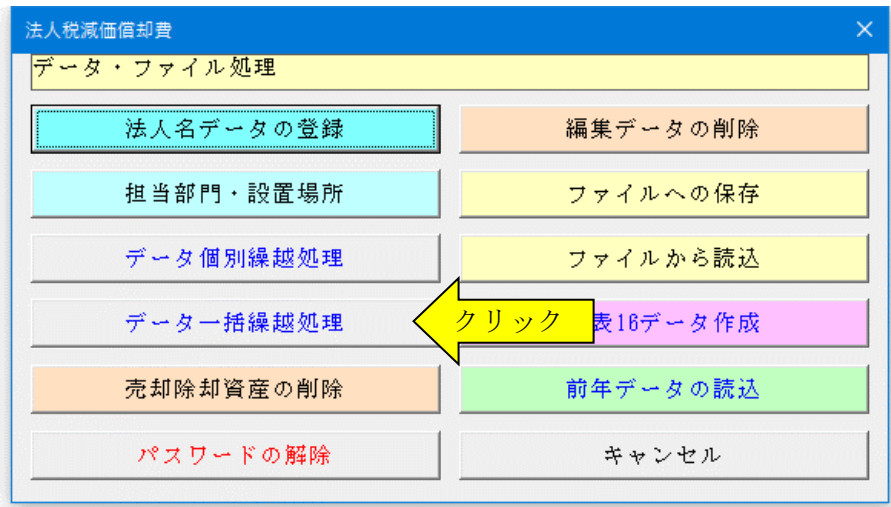 法人税減価償却費
データ・ファイル処理
法人名データの登録
編集データの削除
担当部門・設置場所
ファイルへの保存
データ個別繰越処理
ファイルから読込
データ一括繰越処理
クリック
表16データ作成
売却除却資産の削除
前年データの読込
パスワードの解除
キャンセル